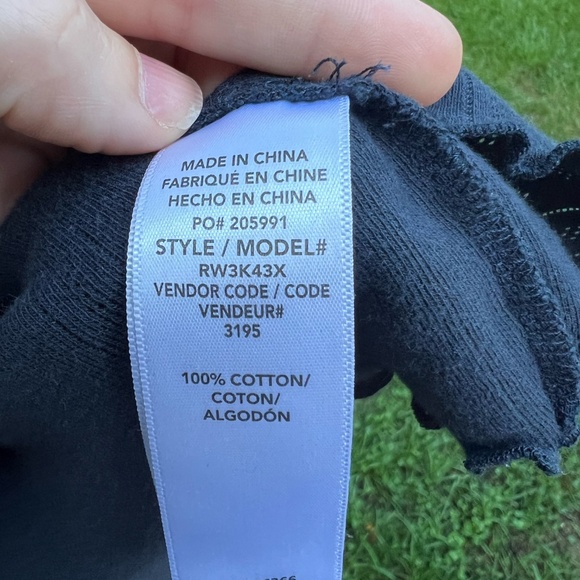 MADE IN CHINA
FABRIQUÉ EN CHINE
HECHO EN CHINA
PO# 205991
STYLE / MODEL#
RW3K43X
VENDOR CODE / CODE
VENDEUR#
3195
100% COTTON/
COTON/
ALGODÓN